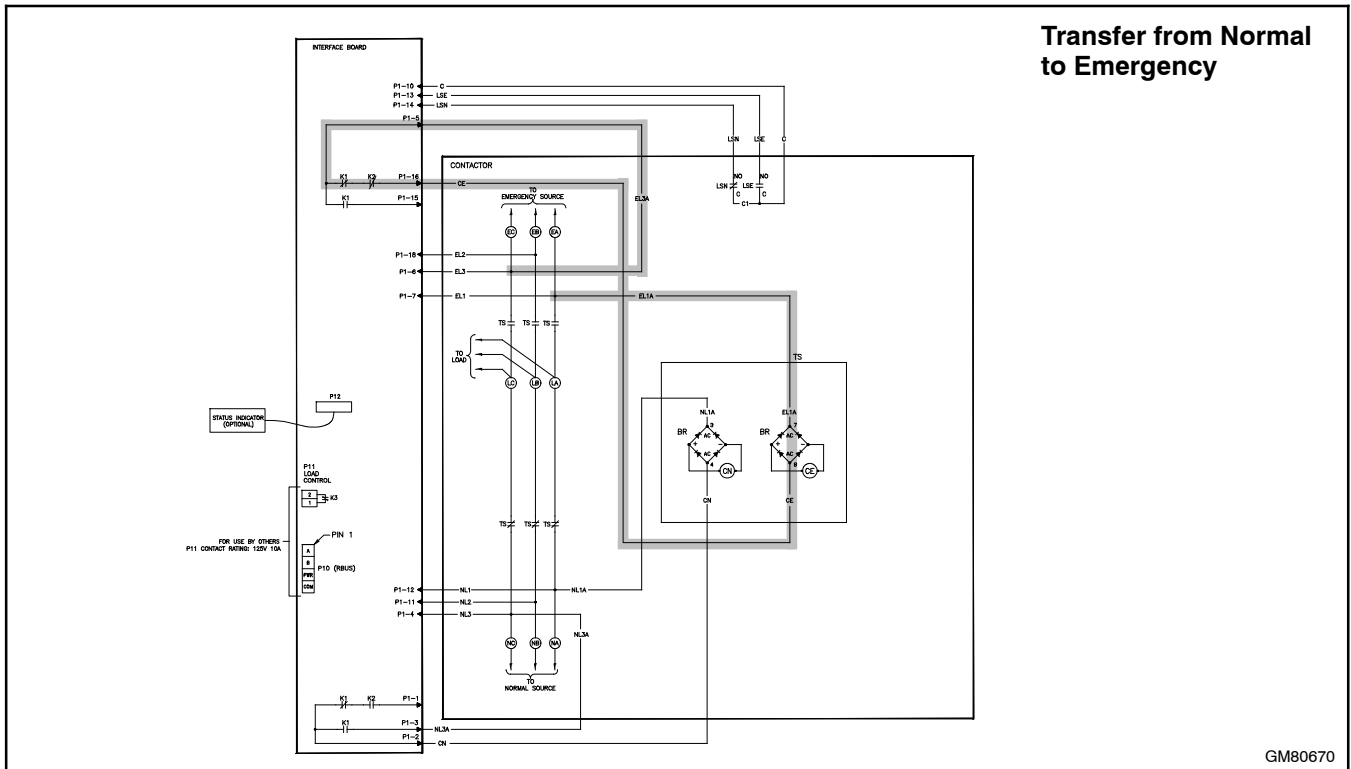 Transfer from Normal
to Emergency
INTERFACE BOARD
P1-10
C
P1-13
LSE
P1-14
LSN
P1-5
LSN
LSE
C
CONTACTOR
K1
K2
P1-16
CE
NO
NO
LSN
LSE
C
C
C1
K1
P1-15
TO
EMERGENCY SOURCE
EL3A
EC
EB
EA
P1-18
EL2
P1-6
EL3
P1-7
EL1
EL1A
TS
TS
TS
TO
LOAD
TS
LC
LB
LA
P12
STATUS INDICATOR
(OPTIONAL)
NL1A
EL1A
3
7
BR
AC
BR
AC
+
-
+
-
AC
AC
4
8
CN
CE
CN
CE
P11
LOAD
CONTROL
2
1
K3
TS
TS
TS
FOR USE BY OTHERS
P11 CONTACT RATING: 125V 10A
PIN 1
A
B
PWR
COM
P10 (RBUS)
P1-12
NL1
NL1A
P1-11
NL2
P1-4
NL3
NL3A
NC
NB
NA
TO
NORMAL SOURCE
K1
K2
P1-1
K1
P1-3
NL3A
P1-2
CN
GM80670